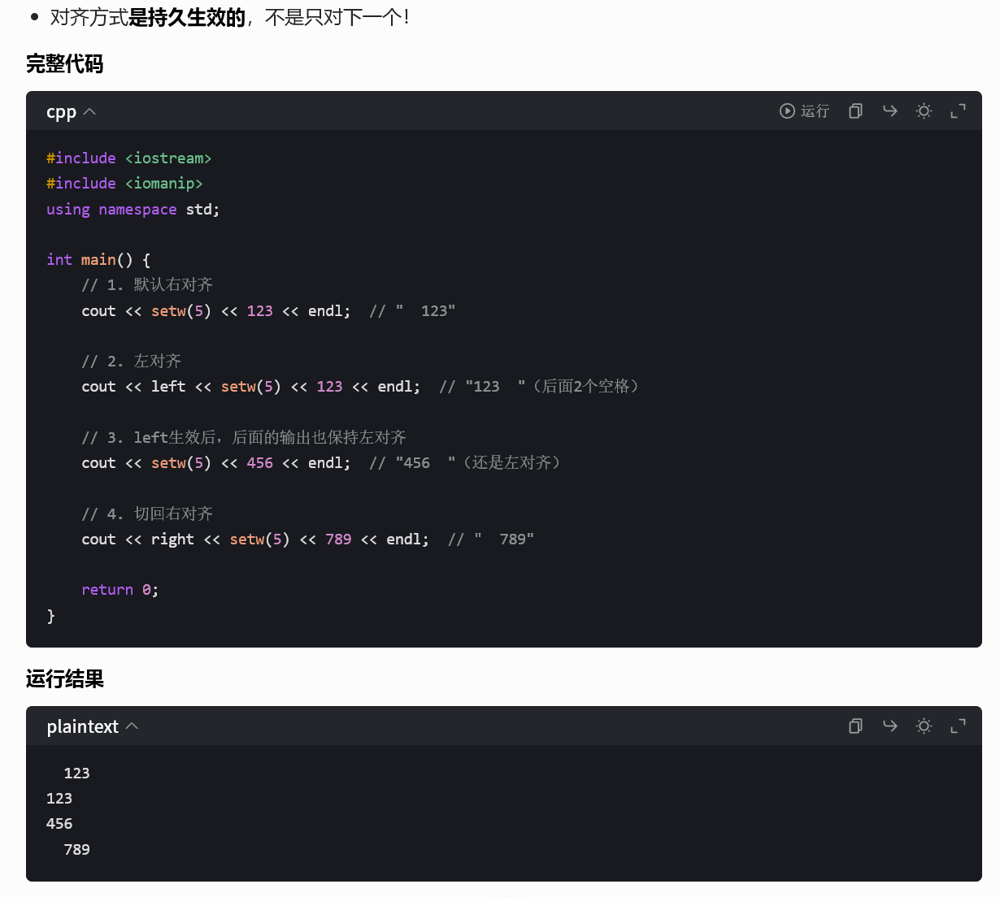 • 对齐方式是持久生效的，不是只对下一个！
完整代码
cpp
运行
#include <iostream>
#include <iomanip>
using namespace std;
int main() {
    // 1. 默认右对齐
    cout << setw(5) << 123 << endl;  // "  123"
    // 2. 左对齐
    cout << left << setw(5) << 123 << endl;  // "123  "（后面2个空格）
    // 3. left生效后，后面的输出也保持左对齐
    cout << setw(5) << 456 << endl;  // "456  "（还是左对齐）
    // 4. 切回右对齐
    cout << right << setw(5) << 789 << endl;  // "  789"
    return 0;
}
运行结果
plaintext
  123
123
456
  789